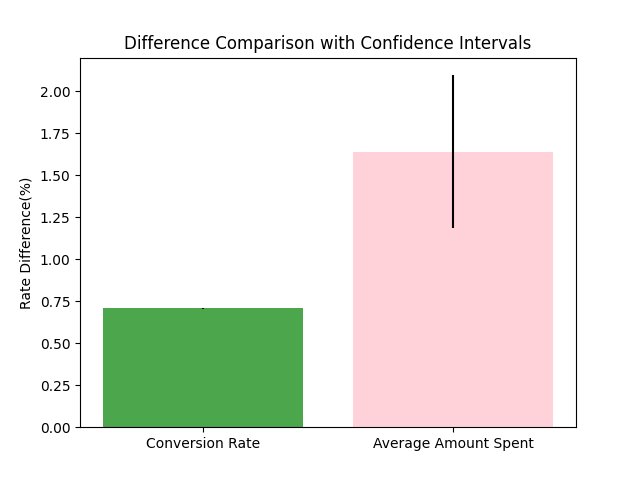 Difference Comparison with Confidence Intervals
Rate Difference(%)
2.00
1.75
1.50
1.25
1.00
0.75
0.50
0.25
0.00
Conversion Rate
Average Amount Spent